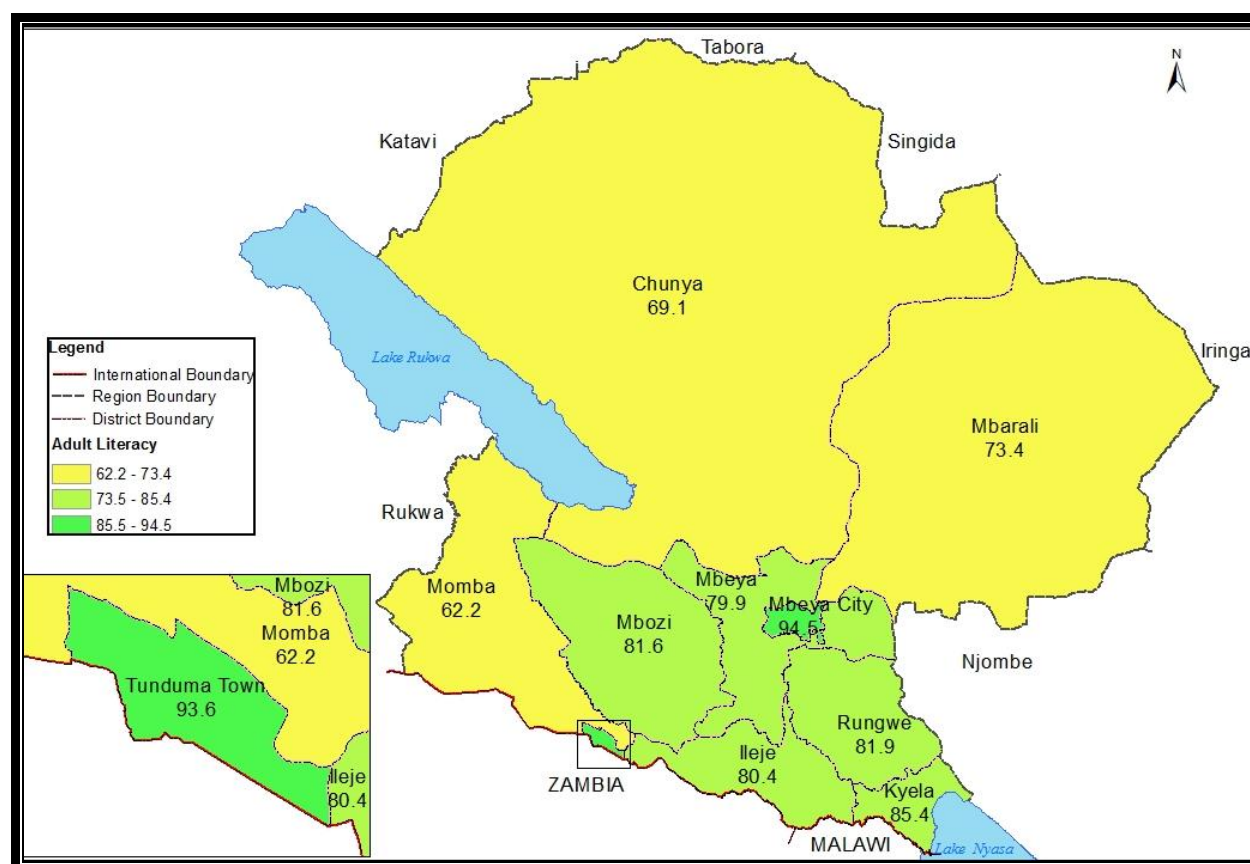 Tabora
N
Katavi
Singida
Chunya
69.1
Lake Rukwa
Iringa
Mbarali
73.4
Legend
International Boundary
Region Boundary
District Boundary
Adult Literacy
62.2 - 73.4
73.5 - 85.4
85.5 - 94.5
Rukwa
Momba
62.2
Mbozi
81.6
Mbeya
79.9
Mbeya City
94.5
Njombe
Rungwe
81.9
Ileje
80.4
Kyela
85.4
ZAMBIA
MALAWI
Lake Nyasa
Mbozi
81.6
Momba
62.2
Tunduma Town
93.6
Ileje
80.4